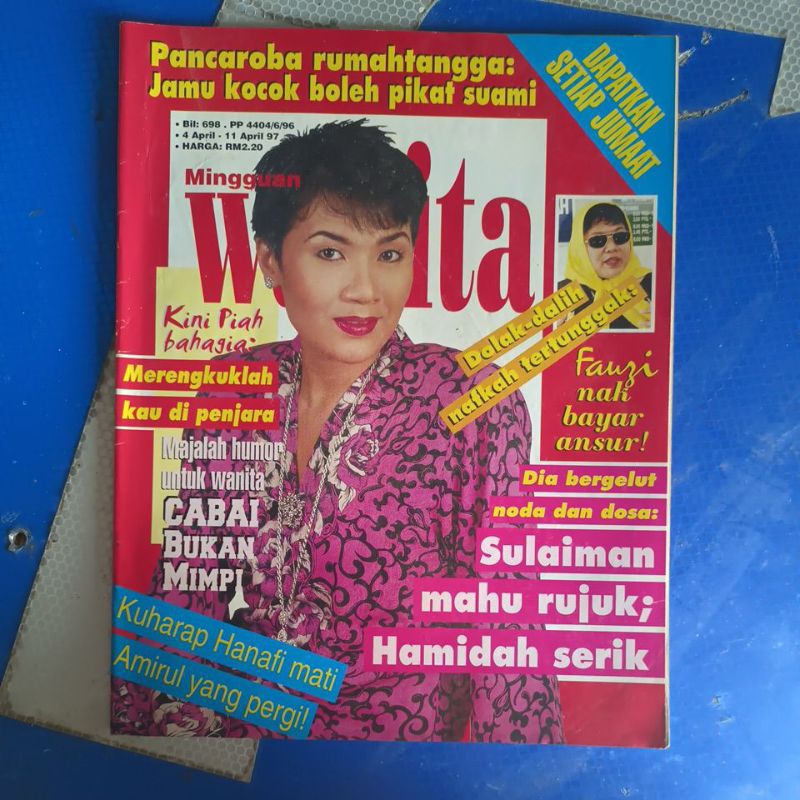 Pancaroba rumahtangga:
Jamu kocok boleh pikat suami
DAPATKAN
SETIAP JUMAAT
• Bil: 698 . PP 4404/6/96
• 4 April - 11 April 97
• HARGA: RM2.20
Mingguan
wanita
Kini Piah
bahagia:
Merengkuklah
kau di penjara
Majalah humor
untuk wanita
CABAI
BUKAN
MIMPI
Dolak-dalih
nafkah tertunggak:
Fauzi
nak
bayar
ansur!
Dia bergelut
noda dan dosa:
Sulaiman
mahu rujuk;
Hamidah serik
Kuharap Hanafi mati
Amirul yang pergi!